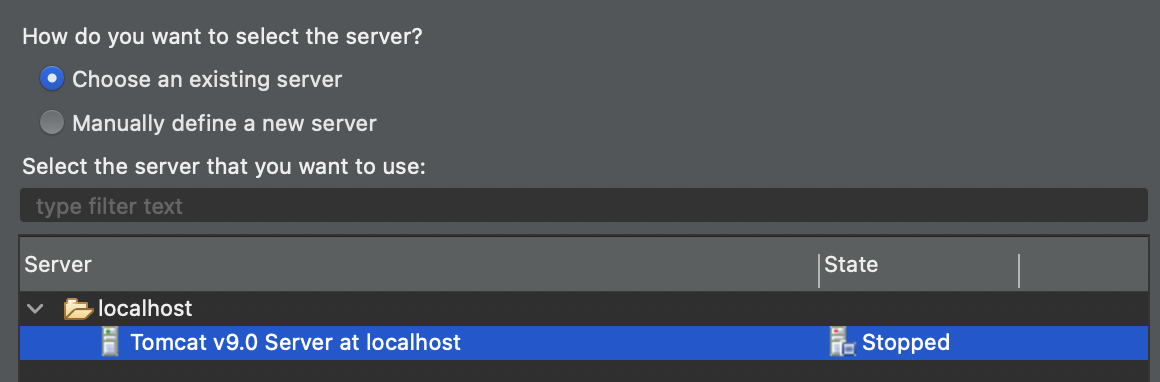 How do you want to select the server?
Choose an existing server
Manually define a new server
Select the server that you want to use:
type filter text
Server State
localhost
Tomcat v9.0 Server at localhost Stopped